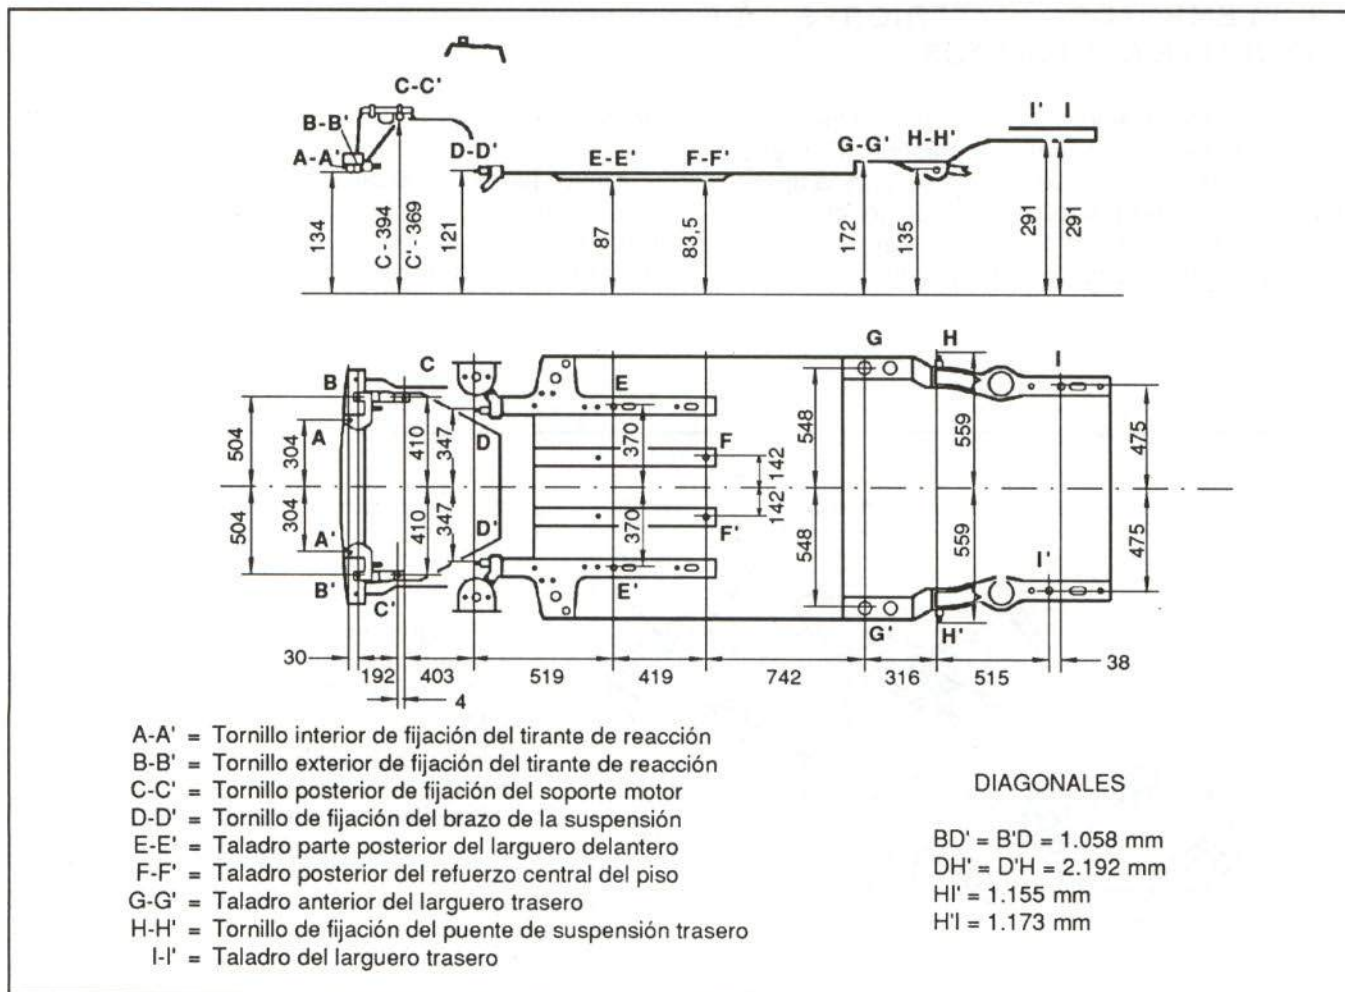 C-C'
I' I
B-B'
A-A' D-D' E-E' F-F' G-G' H-H'
134
C - 394
C' - 369
121
87
83,5
172
135
291
291
G H
B C E I
A D F
504 304 410 347 370 142 548 559 475
504 304 410 347 370 142 548 559 475
A' D' F' I'
B' C' E' G' H'
30 192 403 519 419 742 316 515 38
4
A-A' = Tornillo interior de fijación del tirante de reacción
B-B' = Tornillo exterior de fijación del tirante de reacción
C-C' = Tornillo posterior de fijación del soporte motor
D-D' = Tornillo de fijación del brazo de la suspensión
E-E' = Taladro parte posterior del larguero delantero
F-F' = Taladro posterior del refuerzo central del piso
G-G' = Taladro anterior del larguero trasero
H-H' = Tornillo de fijación del puente de suspensión trasero
I-I' = Taladro del larguero trasero
DIAGONALES
BD' = B'D = 1.058 mm
DH' = D'H = 2.192 mm
HI' = 1.155 mm
H'I = 1.173 mm